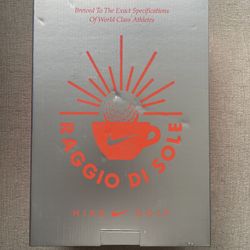 Brewed To The Exact Specifications
Of World Class Athletes
RAGGIO DI SOLE
NIKE GOLF